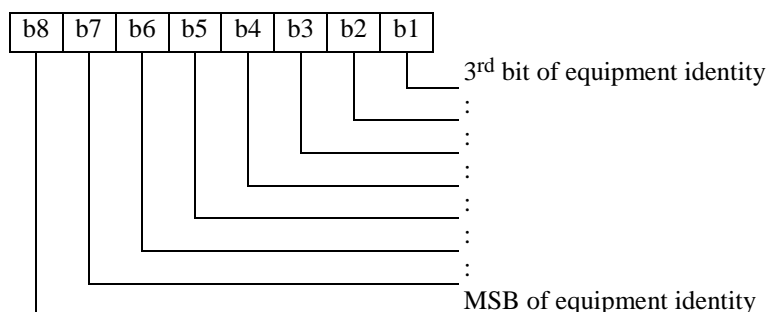 b8 b7 b6 b5 b4 b3 b2 b1
3rd bit of equipment identity
:
:
:
:
:
:
MSB of equipment identity